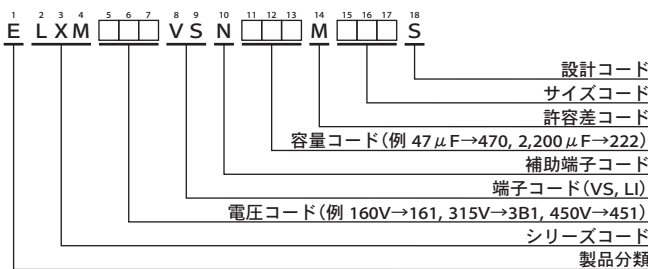 1 2 3 4 5 6 7 8 9 10 11 12 13 14 15 16 17 18
E L X M □□□ V S N □□□ M □□□ S
設計コード
サイズコード
許容差コード
容量コード(例 47μF→470, 2,200μF→222)
補助端子コード
端子コード(VS, LI)
電圧コード(例 160V→161, 315V→3B1, 450V→451)
シリーズコード
製品分類